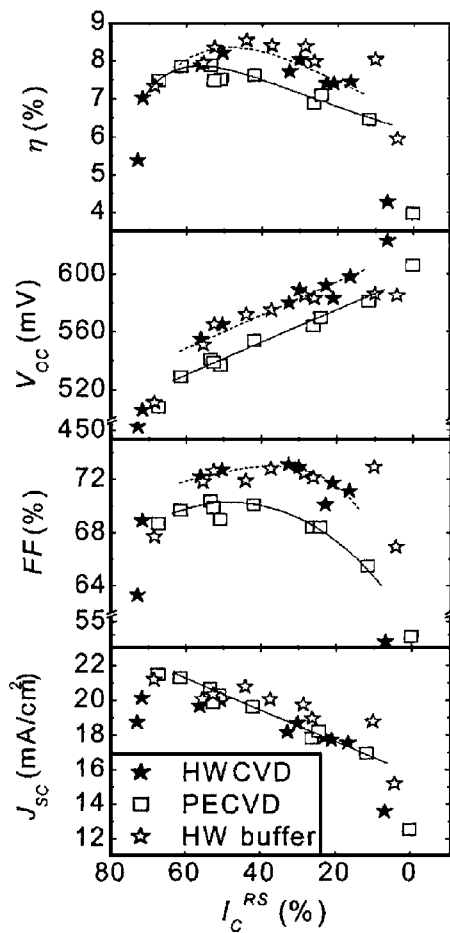 9
8
7
6
5
4
η (%)
600
560
520
450
V_OC (mV)
72
68
64
55
FF (%)
22
20
18
16
14
12
J_SC (mA/cm²)
HWCVD
PECVD
HW buffer
80 60 40 20 0
I_C^RS (%)